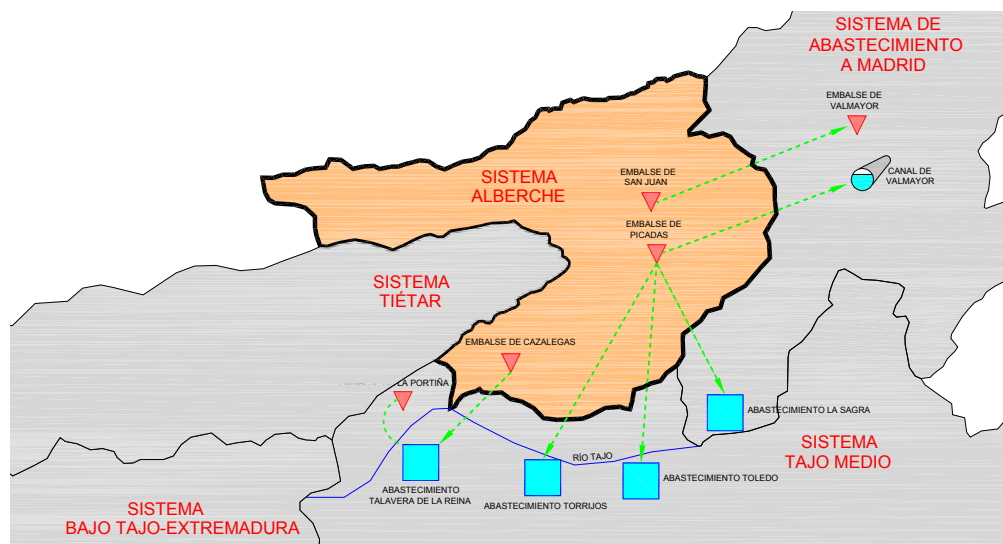 SISTEMA DE
ABASTECIMIENTO
A MADRID
EMBALSE DE
VALMAYOR
CANAL DE
VALMAYOR
SISTEMA
ALBERCHE
EMBALSE DE
SAN JUAN
EMBALSE DE
PICADAS
SISTEMA
TIÉTAR
EMBALSE DE CAZALEGAS
LA PORTIÑA
ABASTECIMIENTO LA SAGRA
SISTEMA
TAJO MEDIO
RÍO TAJO
ABASTECIMIENTO TOLEDO
ABASTECIMIENTO
TALAVERA DE LA REINA
ABASTECIMIENTO TORRIJOS
SISTEMA
BAJO TAJO-EXTREMADURA